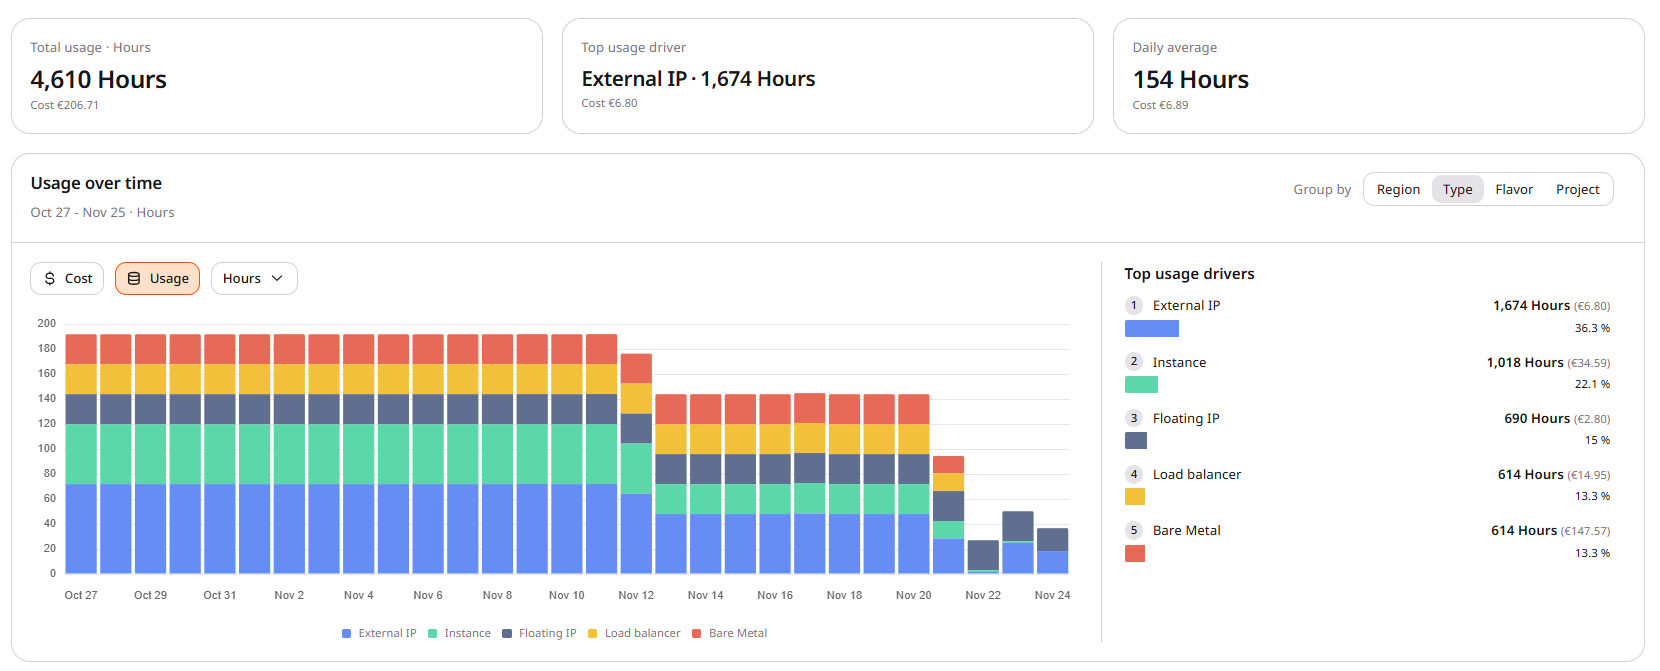 Total usage · Hours
4,610 Hours
Cost €206.71
Top usage driver
External IP · 1,674 Hours
Cost €6.80
Daily average
154 Hours
Cost €6.89
Usage over time
Oct 27 - Nov 25 · Hours
Group by Region Type Flavor Project
$ Cost Usage Hours
200
180
160
140
120
100
80
60
40
20
0
Oct 27 Oct 29 Oct 31 Nov 2 Nov 4 Nov 6 Nov 8 Nov 10 Nov 12 Nov 14 Nov 16 Nov 18 Nov 20 Nov 22 Nov 24
External IP Instance Floating IP Load balancer Bare Metal
Top usage drivers
1 External IP 1,674 Hours (€6.80)
36.3 %
2 Instance 1,018 Hours (€34.59)
22.1 %
3 Floating IP 690 Hours (€2.80)
15 %
4 Load balancer 614 Hours (€14.95)
13.3 %
5 Bare Metal 614 Hours (€147.57)
13.3 %